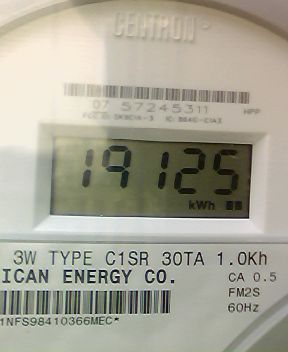 CENTRON
07 57245311 HPP
19125
kWh
3W TYPE C1SR 30TA 1.0Kh
ICAN ENERGY CO. CA 0.5
FM2S
1NFS98410366MEC* 60Hz